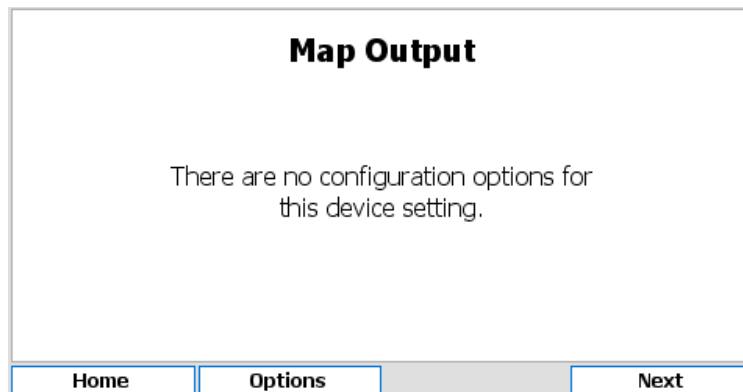 Map Output
There are no configuration options for
this device setting.
Home
Options
Next